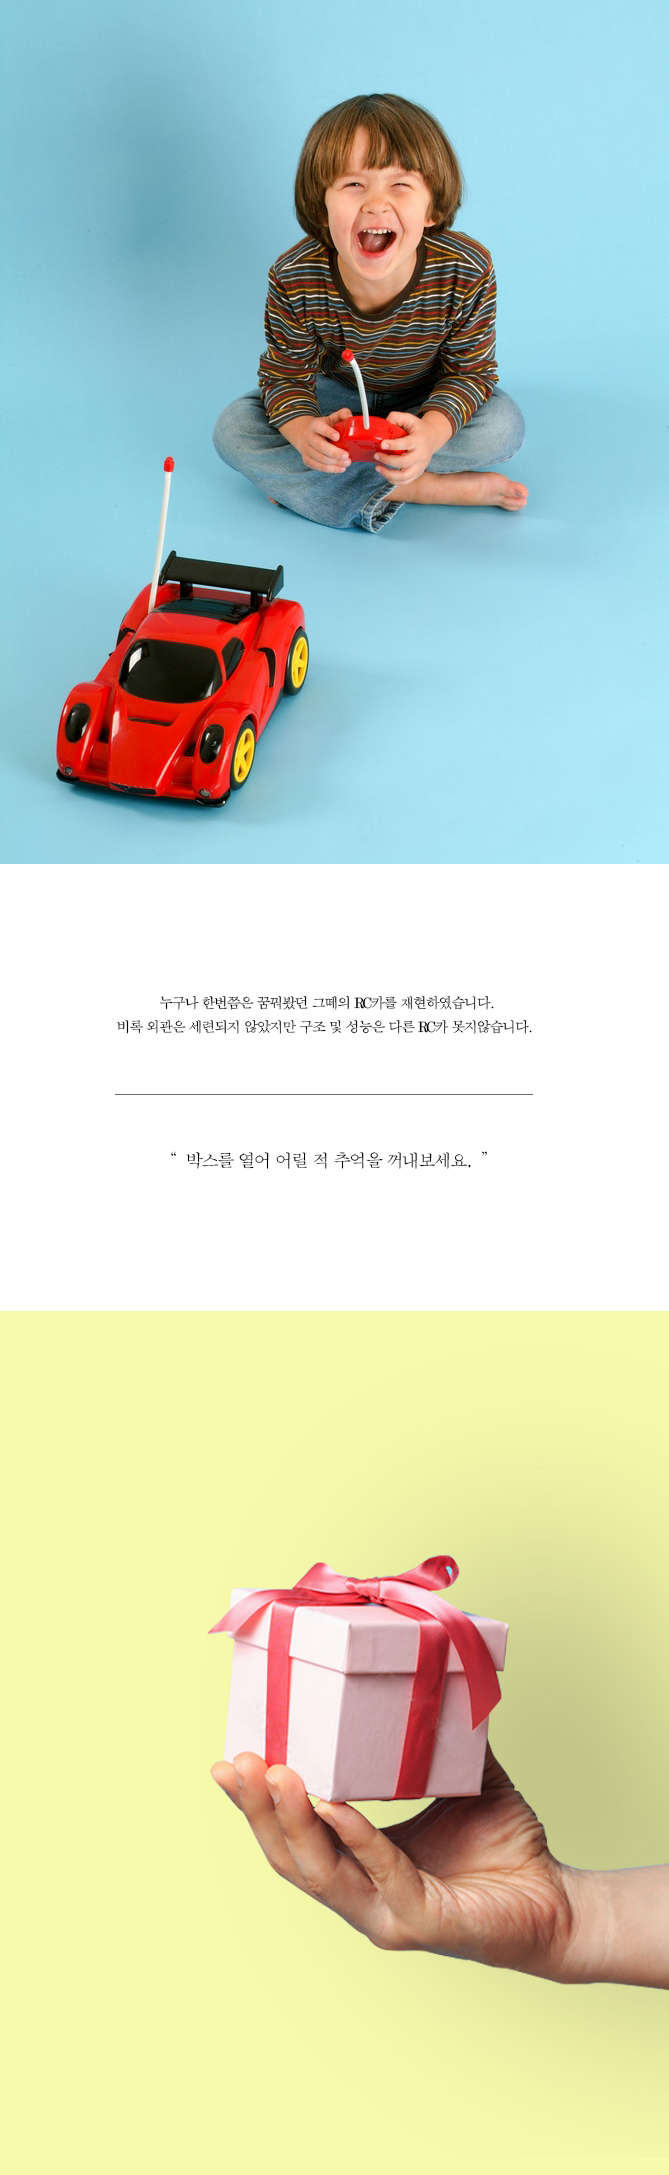 누구나 한번쯤은 꿈꿔봤던 그떼의 RC카를 재현하였습니다.
비록 외관은 세련되지 않았지만 구조 및 성능은 다른 RC카 못지않습니다.
“ 박스를 열어 어릴 적 추억을 꺼내보세요. ”